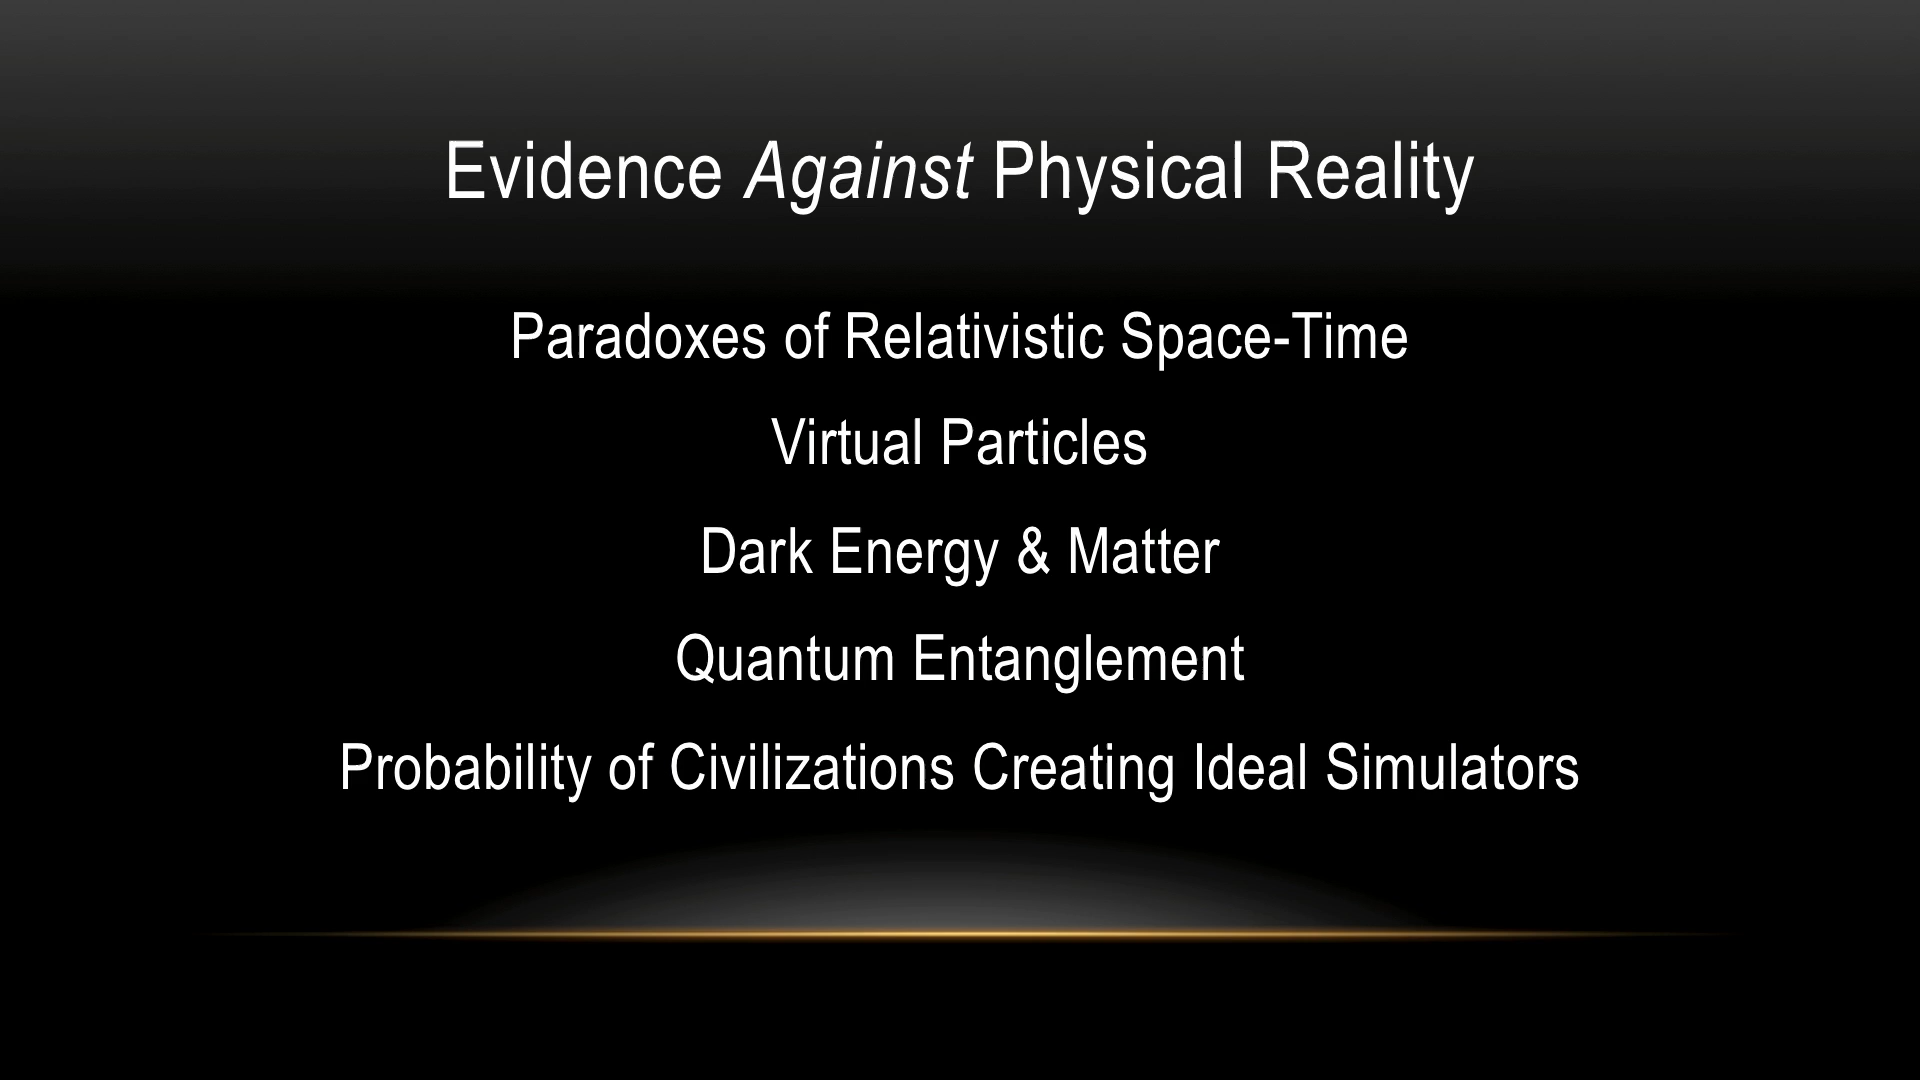 Evidence Against Physical Reality
Paradoxes of Relativistic Space-Time
Virtual Particles
Dark Energy & Matter
Quantum Entanglement
Probability of Civilizations Creating Ideal Simulators